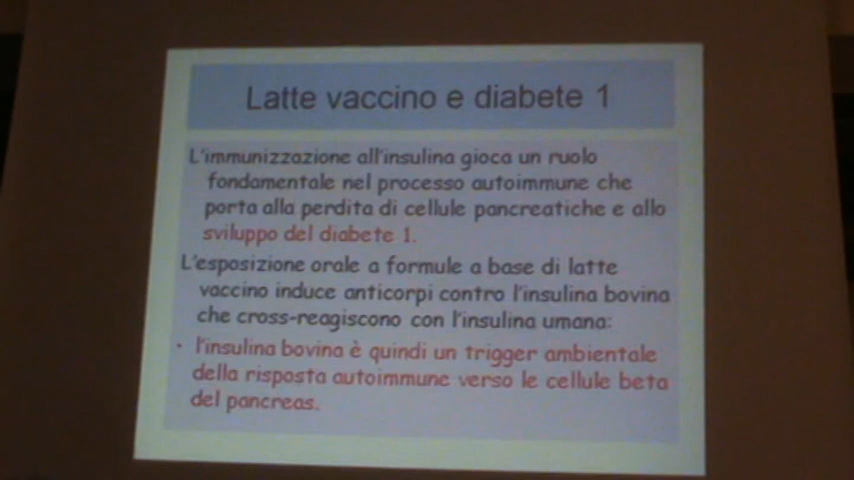 Latte vaccino e diabete 1
L'immunizzazione all'insulina gioca un ruolo
fondamentale nel processo autoimmune che
porta alla perdita di cellule pancreatiche e allo
sviluppo del diabete 1.
L'esposizione orale a formule a base di latte
vaccino induce anticorpi contro l'insulina bovina
che cross-reagiscono con l'insulina umana:
• l'insulina bovina è quindi un trigger ambientale
della risposta autoimmune verso le cellule beta
del pancreas.